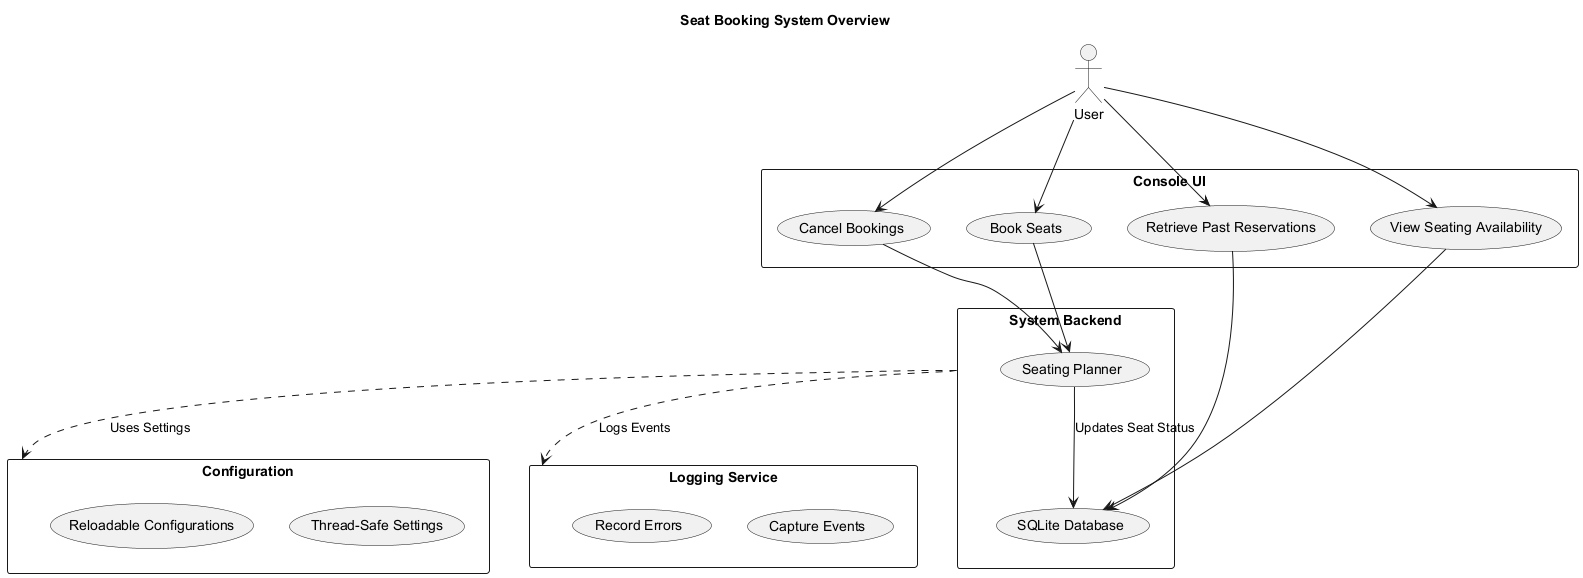 Seat Booking System Overview
User
Console UI
Cancel Bookings
Book Seats
Retrieve Past Reservations
View Seating Availability
System Backend
Seating Planner
Uses Settings
Logs Events
Updates Seat Status
Configuration
Logging Service
Reloadable Configurations
Thread-Safe Settings
Record Errors
Capture Events
SQLite Database